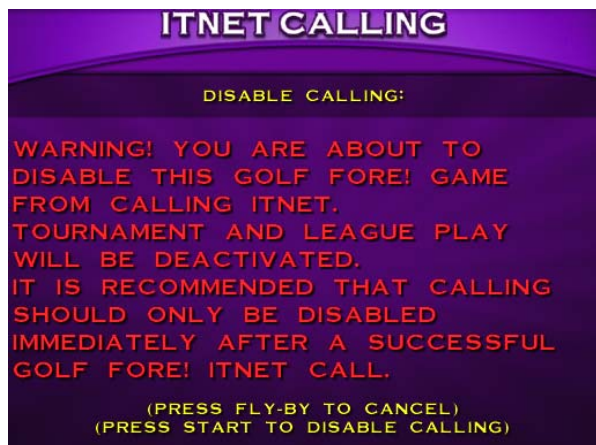 ITNET CALLING
DISABLE CALLING:
WARNING! YOU ARE ABOUT TO
DISABLE THIS GOLF FORE! GAME
FROM CALLING ITNET.
TOURNAMENT AND LEAGUE PLAY
WILL BE DEACTIVATED.
IT IS RECOMMENDED THAT CALLING
SHOULD ONLY BE DISABLED
IMMEDIATELY AFTER A SUCCESSFUL
GOLF FORE! ITNET CALL.
(PRESS FLY-BY TO CANCEL)
(PRESS START TO DISABLE CALLING)